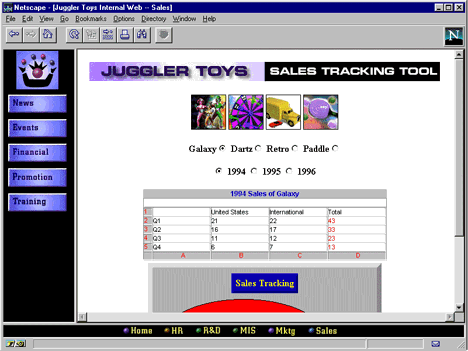 Netscape - [Juggler Toys Internal Web -- Sales]
File Edit View Go Bookmarks Options Directory Window Help
N
JUGGLER TOYS SALES TRACKING TOOL
News
Events
Financial
Promotion
Training
Galaxy Dartz Retro Paddle
1994 1995 1996
1994 Sales of Galaxy
1 United States International Total
2 Q1 21 22 43
3 Q2 16 17 33
4 Q3 11 12 23
5 Q4 6 7 13
A B C D
Sales Tracking
Home HR R&D MIS Mktg Sales